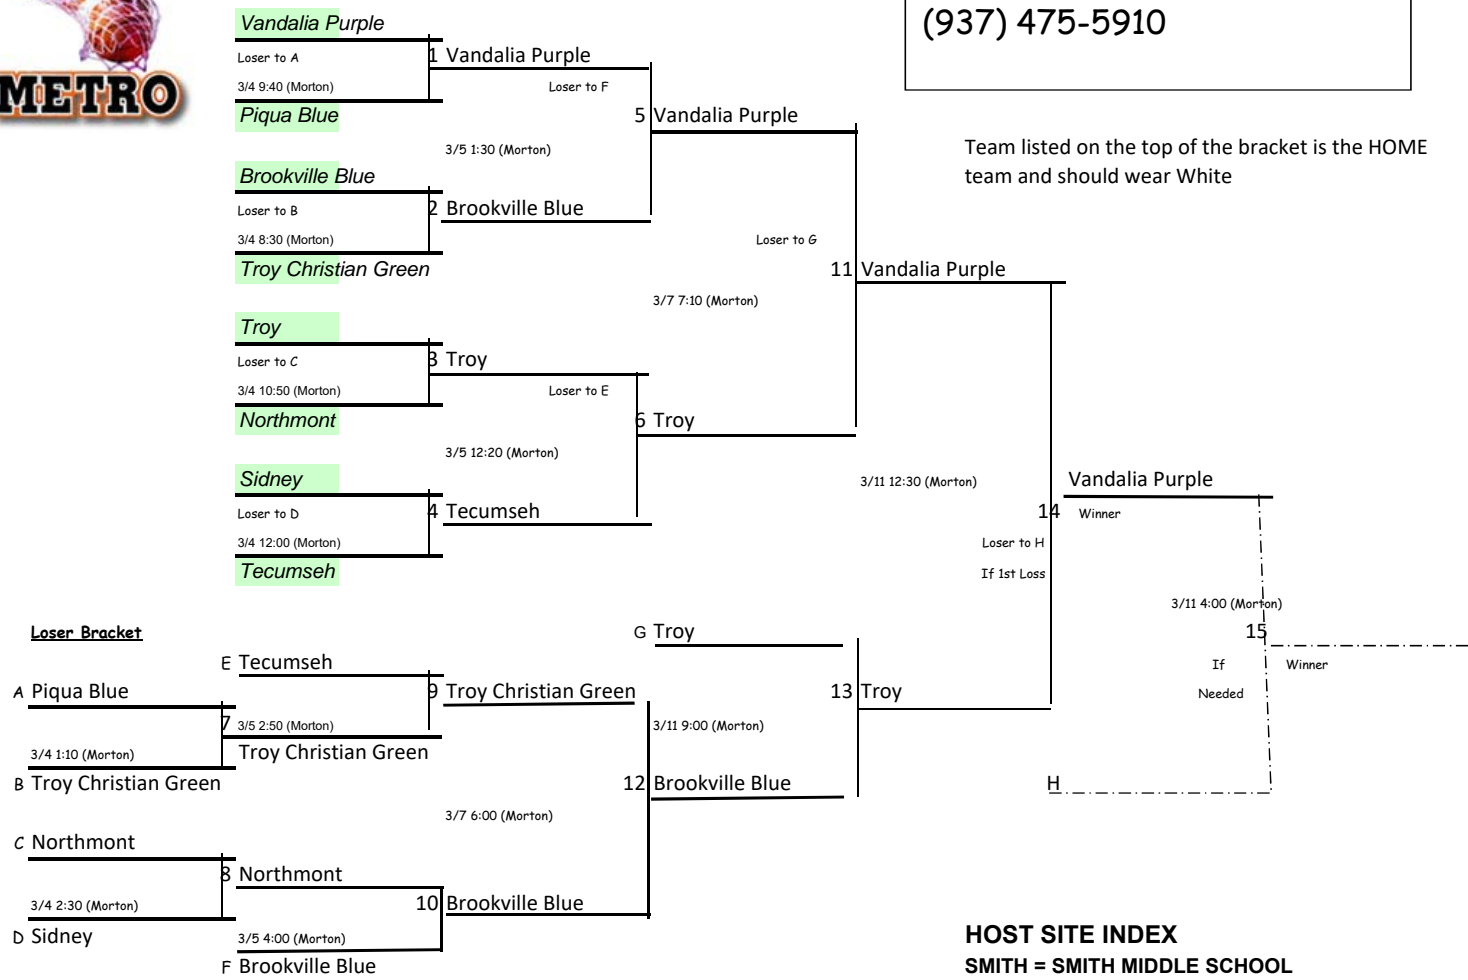 METRO
(937) 475-5910
Team listed on the top of the bracket is the HOME
team and should wear White
Vandalia Purple
Loser to A
1 Vandalia Purple
3/4 9:40 (Morton)
Loser to F
Piqua Blue
5 Vandalia Purple
3/5 1:30 (Morton)
Brookville Blue
Loser to B
2 Brookville Blue
3/4 8:30 (Morton)
Loser to G
Troy Christian Green
11 Vandalia Purple
3/7 7:10 (Morton)
Troy
Loser to C
3 Troy
3/4 10:50 (Morton)
Loser to E
Northmont
6 Troy
3/5 12:20 (Morton)
Sidney
3/11 12:30 (Morton)
Vandalia Purple
Loser to D
4 Tecumseh
14 Winner
3/4 12:00 (Morton)
Loser to H
Tecumseh
If 1st Loss
3/11 4:00 (Morton)
Loser Bracket
G Troy
15
E Tecumseh
If
Winner
A Piqua Blue
9 Troy Christian Green
13 Troy
Needed
7 3/5 2:50 (Morton)
3/11 9:00 (Morton)
3/4 1:10 (Morton)
Troy Christian Green
B Troy Christian Green
12 Brookville Blue
H
3/7 6:00 (Morton)
C Northmont
8 Northmont
3/4 2:30 (Morton)
10 Brookville Blue
D Sidney
3/5 4:00 (Morton)
F Brookville Blue
HOST SITE INDEX
SMITH = SMITH MIDDLE SCHOOL